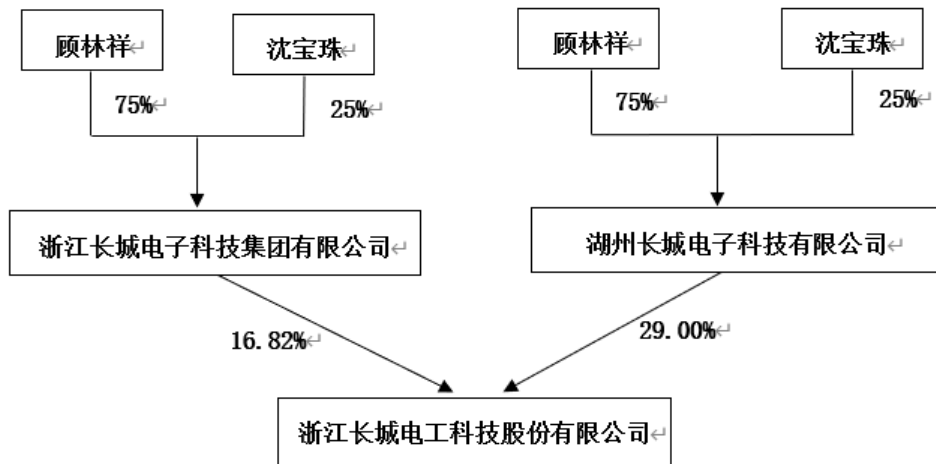 顾林祥
沈宝珠
顾林祥
沈宝珠
75%
25%
75%
25%
浙江长城电子科技集团有限公司
湖州长城电子科技有限公司
16.82%
29.00%
浙江长城电工科技股份有限公司